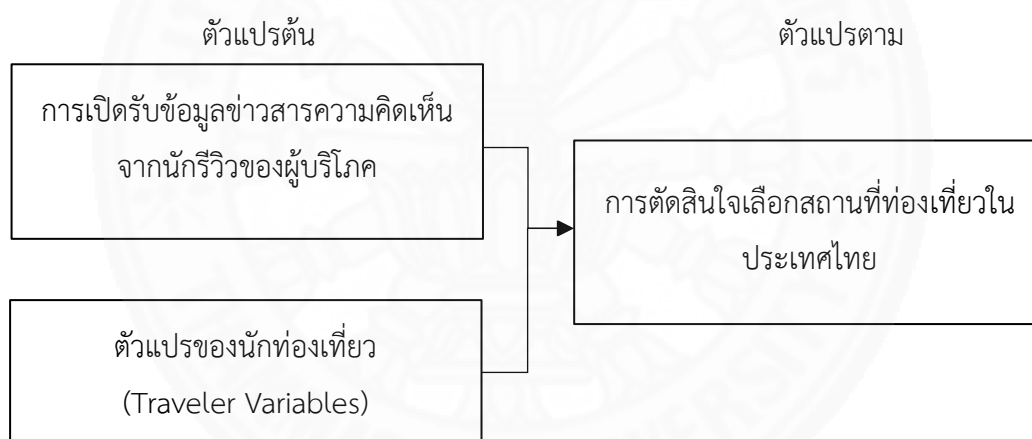 ตัวแปรต้น
ตัวแปรตาม
การเปิดรับข้อมูลข่าวสารความคิดเห็น
จากนักรีวิวของผู้บริโภค
การตัดสินใจเลือกสถานที่ท่องเที่ยวใน
ประเทศไทย
ตัวแปรของนักท่องเที่ยว
(Traveler Variables)